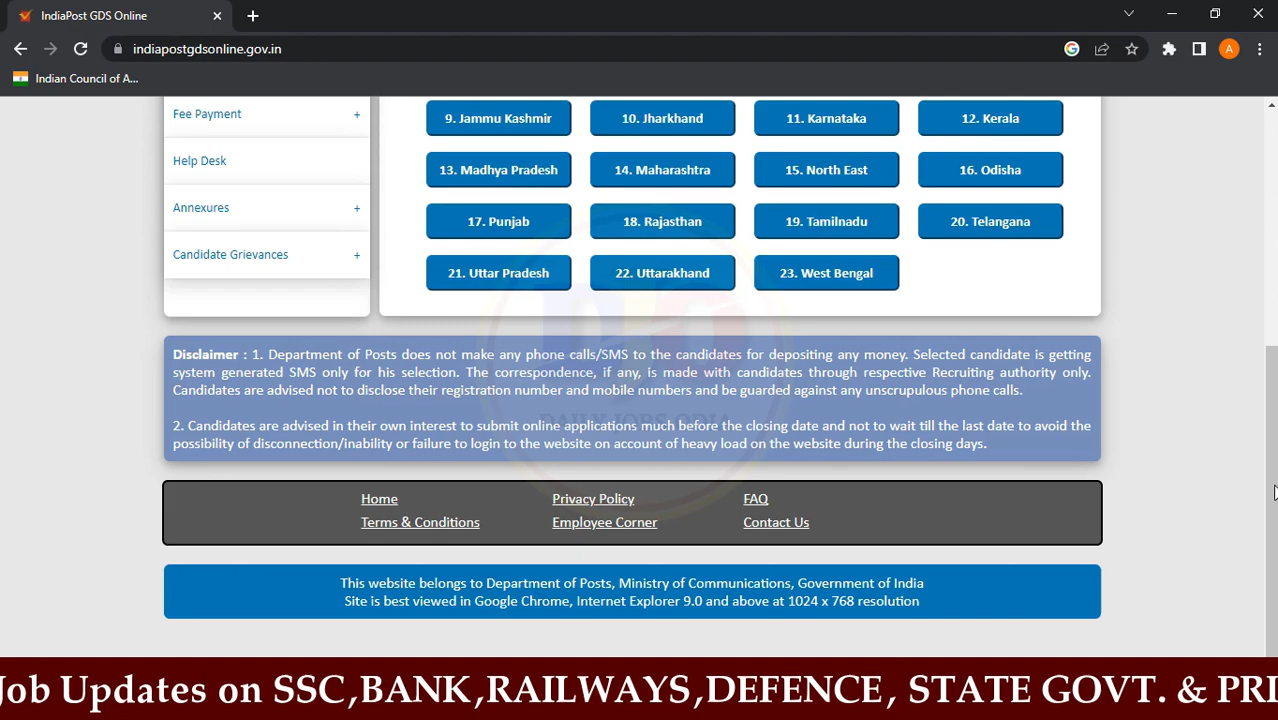 IndiaPost GDS Online
indiapostgdsonline.gov.in
A
Indian Council of A...
Fee Payment +
Help Desk
Annexures +
Candidate Grievances +
9. Jammu Kashmir 10. Jharkhand 11. Karnataka 12. Kerala
13. Madhya Pradesh 14. Maharashtra 15. North East 16. Odisha
17. Punjab 18. Rajasthan 19. Tamilnadu 20. Telangana
21. Uttar Pradesh 22. Uttarakhand 23. West Bengal
Disclaimer : 1. Department of Posts does not make any phone calls/SMS to the candidates for depositing any money. Selected candidate is getting
system generated SMS only for his selection. The correspondence, if any, is made with candidates through respective Recruiting authority only.
Candidates are advised not to disclose their registration number and mobile numbers and be guarded against any unscrupulous phone calls.
2. Candidates are advised in their own interest to submit online applications much before the closing date and not to wait till the last date to avoid the
possibility of disconnection/inability or failure to login to the website on account of heavy load on the website during the closing days.
DAILY JOBS ODIA
Home Privacy Policy FAQ
Terms & Conditions Employee Corner Contact Us
This website belongs to Department of Posts, Ministry of Communications, Government of India
Site is best viewed in Google Chrome, Internet Explorer 9.0 and above at 1024 x 768 resolution
Job Updates on SSC,BANK,RAILWAYS,DEFENCE, STATE GOVT. & PRI